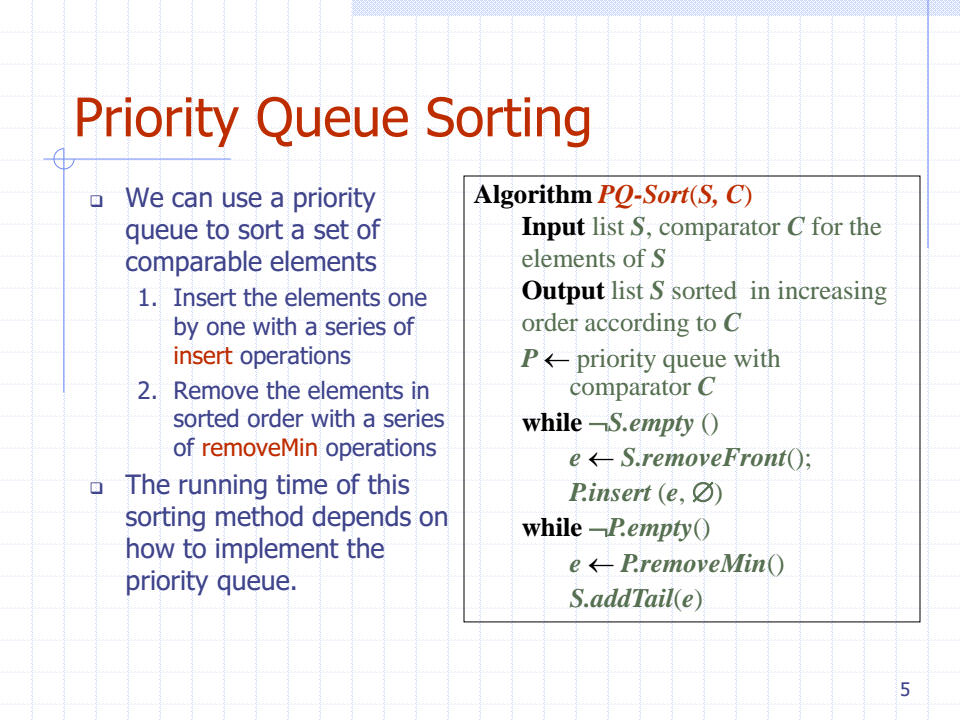 Priority Queue Sorting
❑ We can use a priority
queue to sort a set of
comparable elements
1. Insert the elements one
by one with a series of
insert operations
2. Remove the elements in
sorted order with a series
of removeMin operations
❑ The running time of this
sorting method depends on
how to implement the
priority queue.
Algorithm PQ-Sort(S, C)
Input list S, comparator C for the
elements of S
Output list S sorted in increasing
order according to C
P ← priority queue with
comparator C
while ¬S.empty ()
e ← S.removeFront();
P.insert (e, ∅)
while ¬P.empty()
e ← P.removeMin()
S.addTail(e)
5